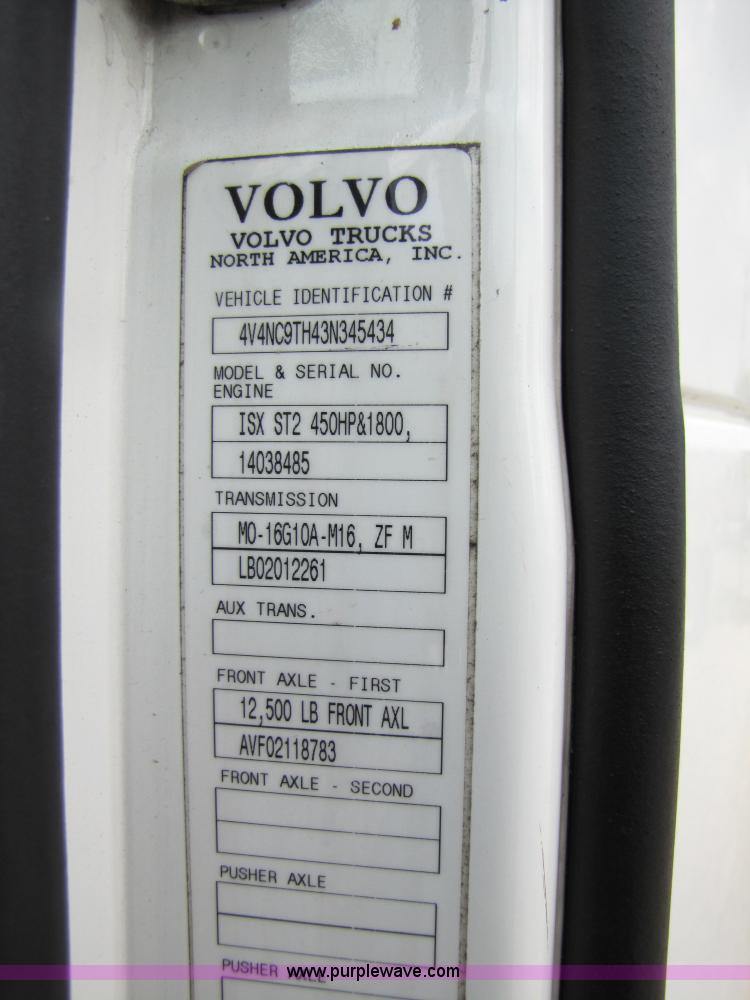 VOLVO
VOLVO TRUCKS
NORTH AMERICA, INC.
VEHICLE IDENTIFICATION #
4V4NC9TH43N345434
MODEL & SERIAL NO.
ENGINE
ISX ST2 450HP&1800,
14038485
TRANSMISSION
MO-16G10A-M16, ZF M
LB02012261
AUX TRANS.
FRONT AXLE - FIRST
12,500 LB FRONT AXL
AVF02118783
FRONT AXLE - SECOND
PUSHER AXLE
PUSHER AXLE
www.purplewave.com